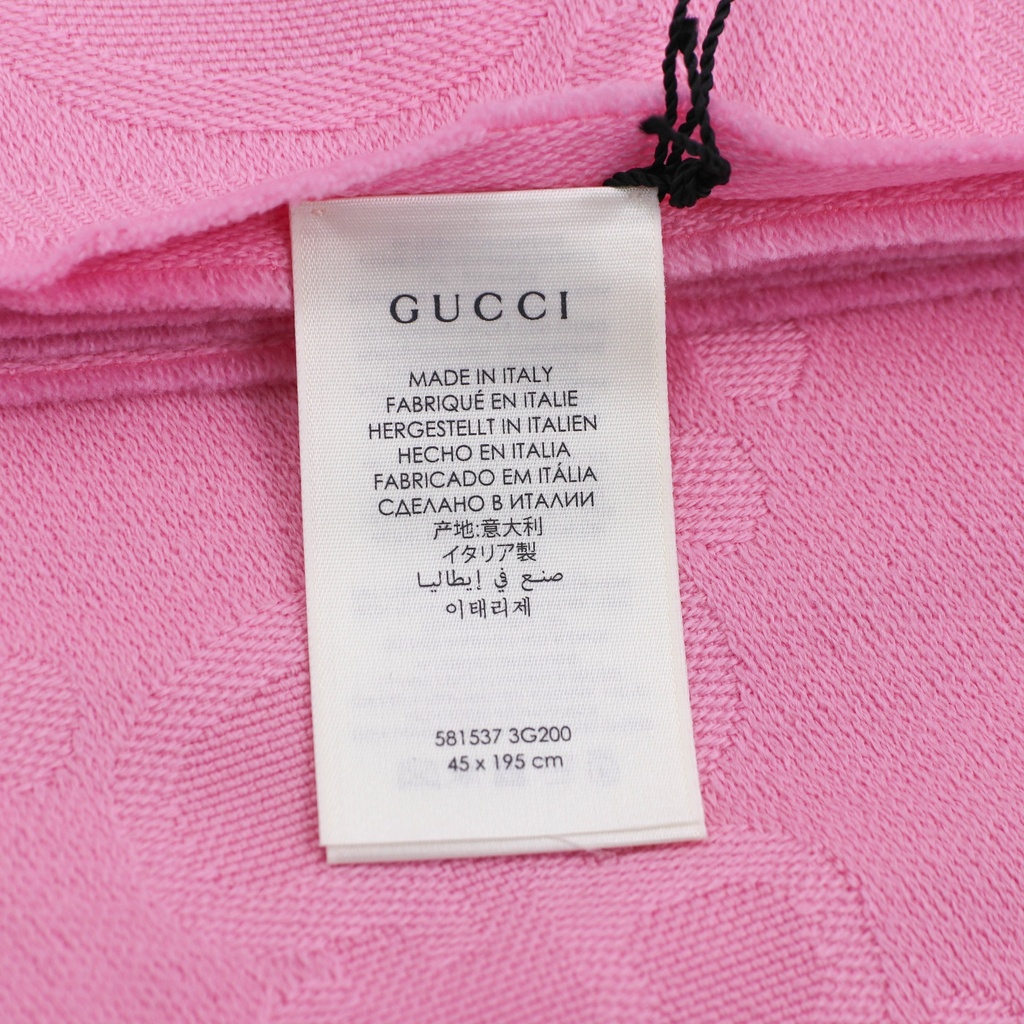 GUCCI
MADE IN ITALY
FABRIQUÉ EN ITALIE
HERGESTELLT IN ITALIEN
HECHO EN ITALIA
FABRICADO EM ITÁLIA
СДЕЛАНО В ИТАЛИИ
产地:意大利
イタリア製
صنع في إيطاليا
이태리제
581537 3G200
45 x 195 cm